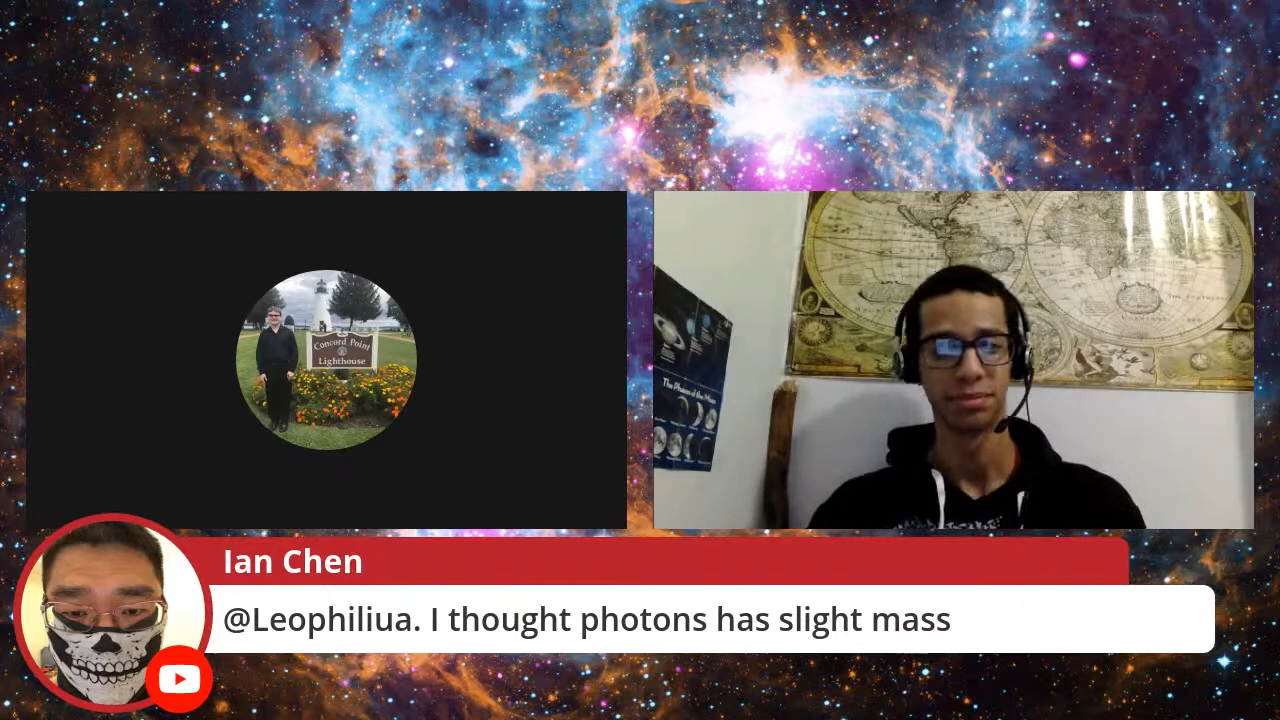 Concord Point
Lighthouse
The Phases of the Moon
Ian Chen
@Leophiliua. I thought photons has slight mass